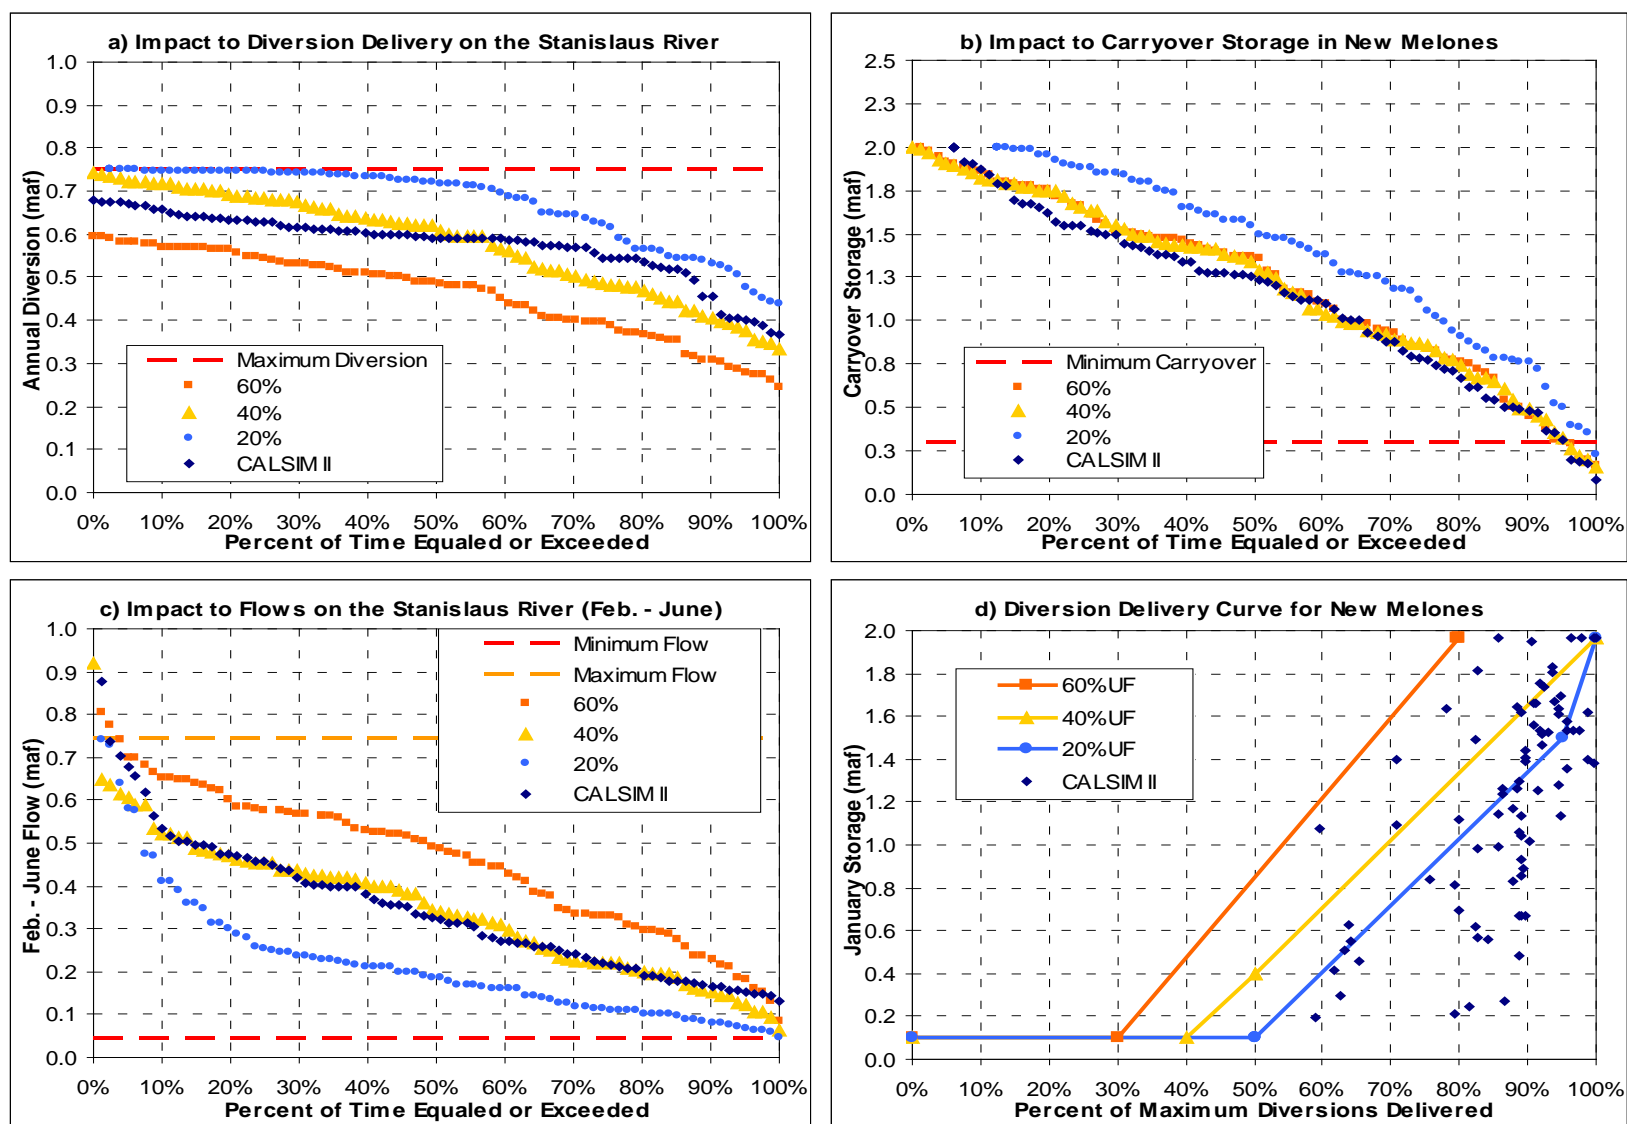 a) Impact to Diversion Delivery on the Stanislaus River
Annual Diversion (maf)
1.0
0.9
0.8
0.7
0.6
0.5
0.4
0.3
0.2
0.1
0.0
Maximum Diversion
60%
40%
20%
CALSIM II
0% 10% 20% 30% 40% 50% 60% 70% 80% 90% 100%
Percent of Time Equaled or Exceeded
b) Impact to Carryover Storage in New Melones
Carryover Storage (maf)
2.5
2.3
2.0
1.8
1.5
1.3
1.0
0.8
0.5
0.3
0.0
Minimum Carryover
60%
40%
20%
CALSIM II
0% 10% 20% 30% 40% 50% 60% 70% 80% 90% 100%
Percent of Time Equaled or Exceeded
c) Impact to Flows on the Stanislaus River (Feb. - June)
Feb. - June Flow (maf)
1.0
0.9
0.8
0.7
0.6
0.5
0.4
0.3
0.2
0.1
0.0
Minimum Flow
Maximum Flow
60%
40%
20%
CALSIM II
0% 10% 20% 30% 40% 50% 60% 70% 80% 90% 100%
Percent of Time Equaled or Exceeded
d) Diversion Delivery Curve for New Melones
January Storage (maf)
2.0
1.8
1.6
1.4
1.2
1.0
0.8
0.6
0.4
0.2
0.0
60%UF
40%UF
20%UF
CALSIM II
0% 10% 20% 30% 40% 50% 60% 70% 80% 90% 100%
Percent of Maximum Diversions Delivered